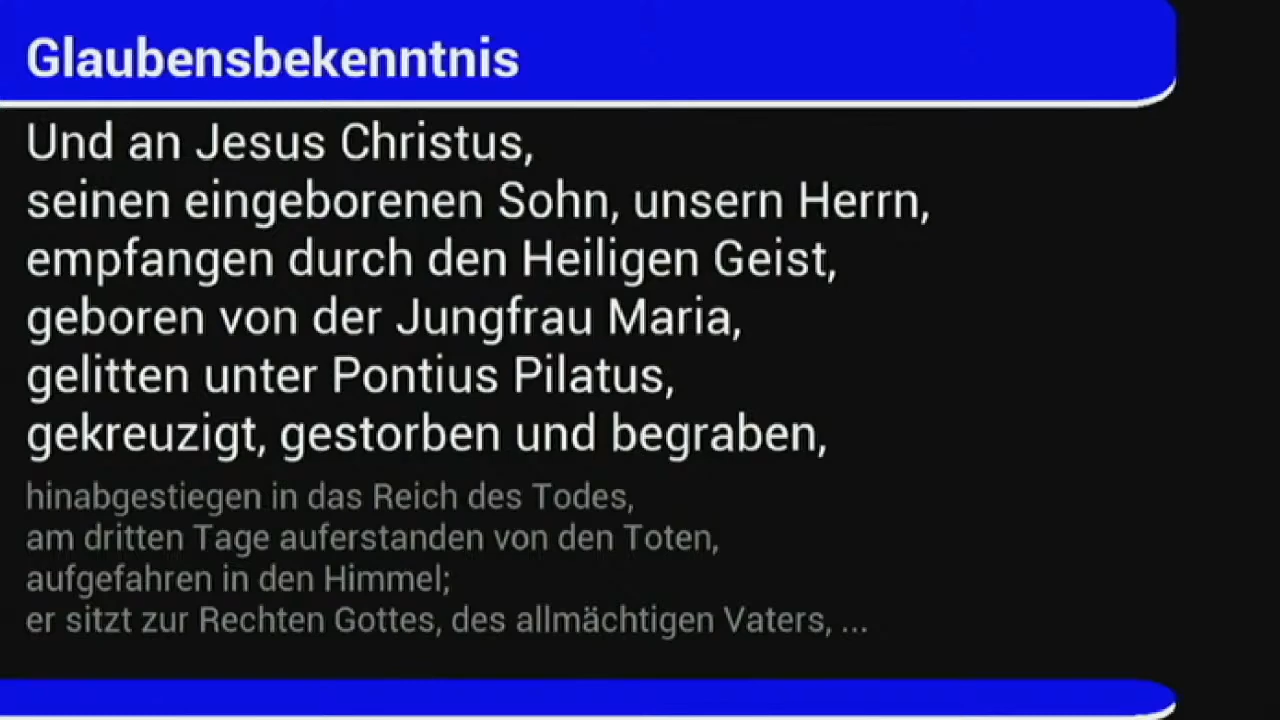 Glaubensbekenntnis
Und an Jesus Christus,
seinen eingeborenen Sohn, unsern Herrn,
empfangen durch den Heiligen Geist,
geboren von der Jungfrau Maria,
gelitten unter Pontius Pilatus,
gekreuzigt, gestorben und begraben,
hinabgestiegen in das Reich des Todes,
am dritten Tage auferstanden von den Toten,
aufgefahren in den Himmel;
er sitzt zur Rechten Gottes, des allmächtigen Vaters, ...